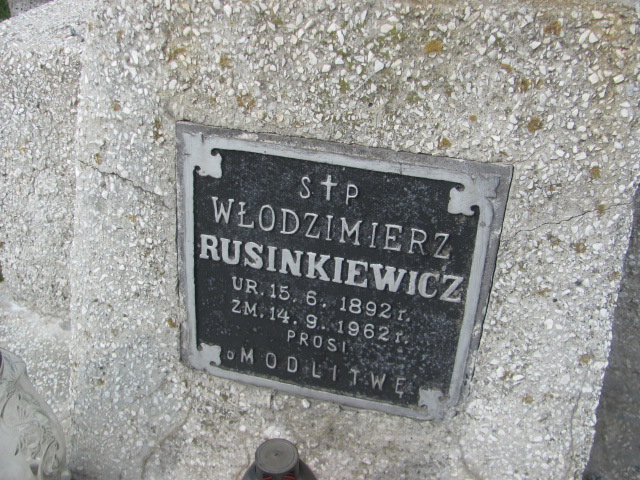 S✝P
WŁODZIMIERZ
RUSINKIEWICZ
UR. 15. 6. 1892 r.
ZM. 14. 9. 1962 r.
PROSI
o MODLITWĘ